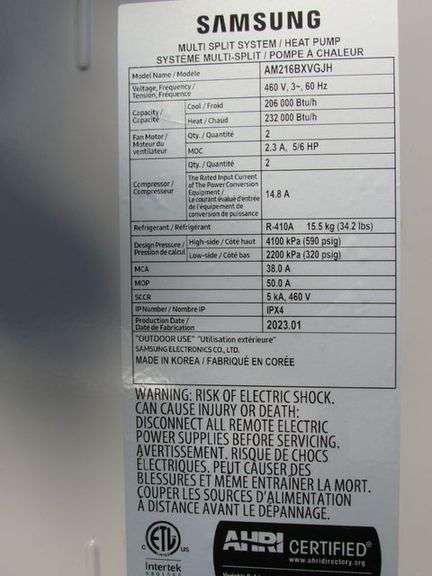 SAMSUNG
MULTI SPLIT SYSTEM / HEAT PUMP
SYSTÈME MULTI-SPLIT / POMPE À CHALEUR
Model Name / Modèle AM216BXVGJH
Voltage, Frequency / Tension, Fréquence 460 V, 3~, 60 Hz
Capacity / Capacité Cool / Froid 206 000 Btu/h
Heat / Chaud 232 000 Btu/h
Fan Motor / Moteur du ventilateur Qty. / Quantité 2
MOC 2.3 A, 5/6 HP
Compressor / Compresseur Qty. / Quantité 2
The Rated Input Current
of The Power Conversion
Equipment /
Le courant évalué d'entrée
de l'équipement de
conversion de puissance
14.8 A
Refrigerant / Réfrigérant R-410A 15.5 kg (34.2 lbs)
Design Pressure / Pression de calcul High-side / Côté haut 4100 kPa (590 psig)
Low-side / Côté bas 2200 kPa (320 psig)
MCA 38.0 A
MOP 50.0 A
SCCR 5 kA, 460 V
IP Number / Nombre IP IPX4
Production Date / Date de Fabrication 2023.01
"OUTDOOR USE" "Utilisation extérieure"
SAMSUNG ELECTRONICS CO., LTD.
MADE IN KOREA / FABRIQUÉ EN CORÉE
WARNING: RISK OF ELECTRIC SHOCK.
CAN CAUSE INJURY OR DEATH:
DISCONNECT ALL REMOTE ELECTRIC
POWER SUPPLIES BEFORE SERVICING.
AVERTISSEMENT. RISQUE DE CHOCS
ÉLECTRIQUES, PEUT CAUSER DES
BLESSURES ET MÊME ENTRAÎNER LA MORT.
COUPER LES SOURCES D'ALIMENTATION
À DISTANCE AVANT LE DÉPANNAGE.
C ETL US
Intertek
AHRI CERTIFIED®
www.ahridirectory.org